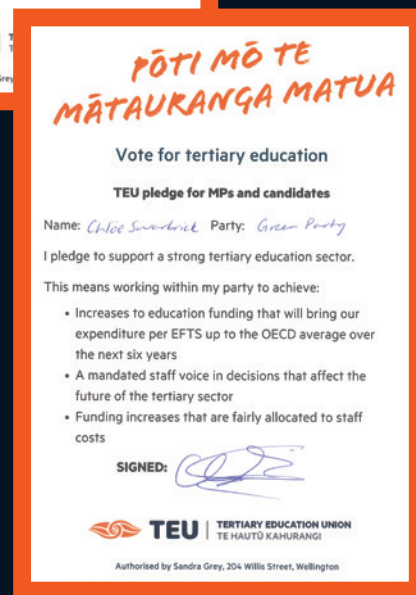 PŌTI MŌ TE
MĀTAURANGA MATUA
Vote for tertiary education
TEU pledge for MPs and candidates
Name: Chlöe Swarbrick Party: Green Party
I pledge to support a strong tertiary education sector.
This means working within my party to achieve:
• Increases to education funding that will bring our
expenditure per EFTS up to the OECD average over
the next six years
• A mandated staff voice in decisions that affect the
future of the tertiary sector
• Funding increases that are fairly allocated to staff
costs
SIGNED:
TEU | TERTIARY EDUCATION UNION
TE HAUTŪ KAHURANGI
Authorised by Sandra Grey, 204 Willis Street, Wellington